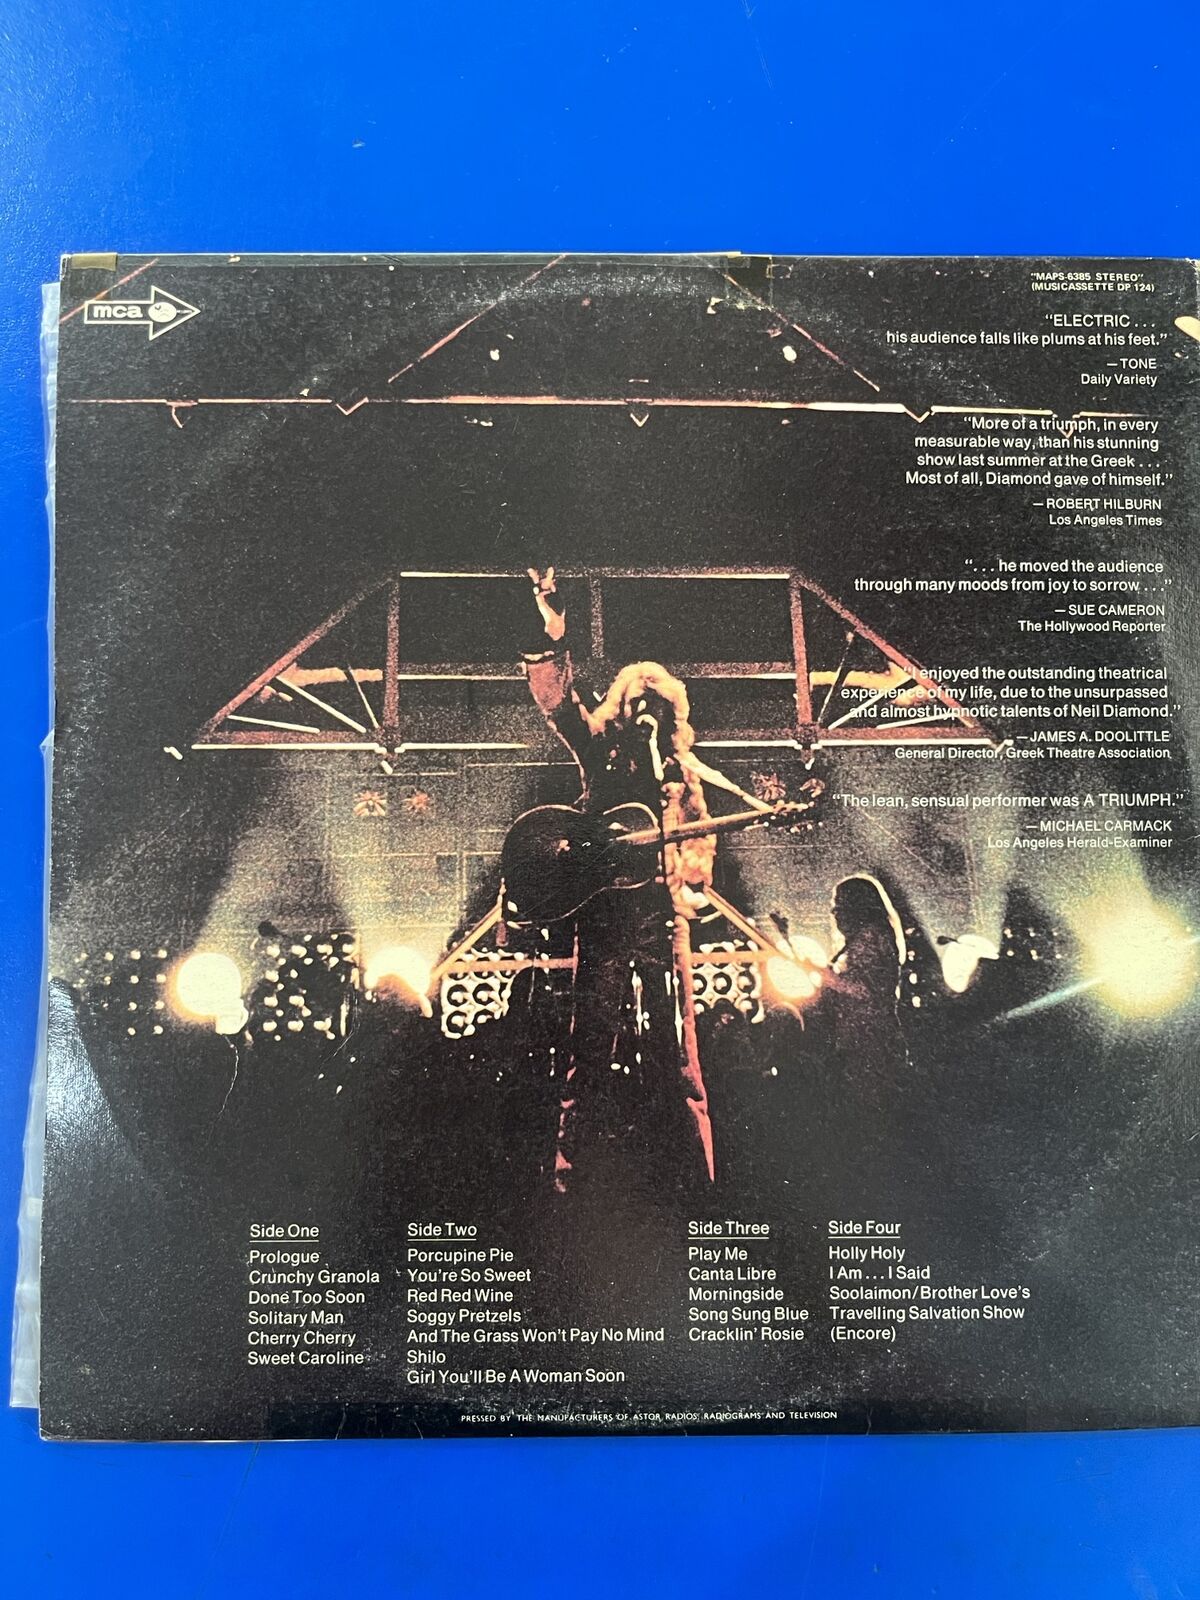 mca
"MAPS-6385 STEREO"
(MUSICASSETTE DP 124)
"ELECTRIC . . .
his audience falls like plums at his feet."
— TONE
Daily Variety
"More of a triumph, in every
measurable way, than his stunning
show last summer at the Greek . . .
Most of all, Diamond gave of himself."
— ROBERT HILBURN
Los Angeles Times
". . . he moved the audience
through many moods from joy to sorrow . . ."
— SUE CAMERON
The Hollywood Reporter
"I enjoyed the outstanding theatrical
experience of my life, due to the unsurpassed
and almost hypnotic talents of Neil Diamond."
— JAMES A. DOOLITTLE
General Director, Greek Theatre Association
"The lean, sensual performer was A TRIUMPH."
— MICHAEL CARMACK
Los Angeles Herald-Examiner
Side One
Prologue
Crunchy Granola
Done Too Soon
Solitary Man
Cherry Cherry
Sweet Caroline
Side Two
Porcupine Pie
You're So Sweet
Red Red Wine
Soggy Pretzels
And The Grass Won't Pay No Mind
Shilo
Girl You'll Be A Woman Soon
Side Three
Play Me
Canta Libre
Morningside
Song Sung Blue
Cracklin' Rosie
Side Four
Holly Holy
I Am . . . I Said
Soolaimon/Brother Love's
Travelling Salvation Show
(Encore)
PRESSED BY THE MANUFACTURERS OF ASTOR RADIOS, RADIOGRAMS AND TELEVISION